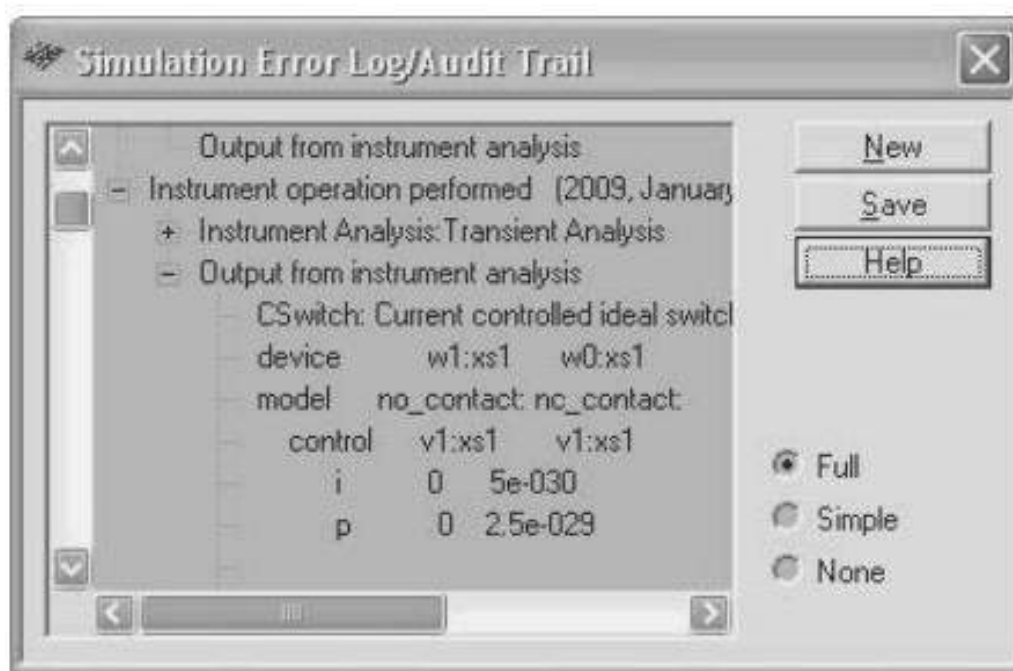 Simulation Error Log/Audit Trail
Output from instrument analysis
Instrument operation performed (2009, January
Instrument Analysis:Transient Analysis
Output from instrument analysis
CSwitch: Current controlled ideal switc
device w1:xs1 w0:xs1
model no_contact: nc_contact:
control v1:xs1 v1:xs1
i 0 5e-030
p 0 2.5e-029
New
Save
Help
Full
Simple
None